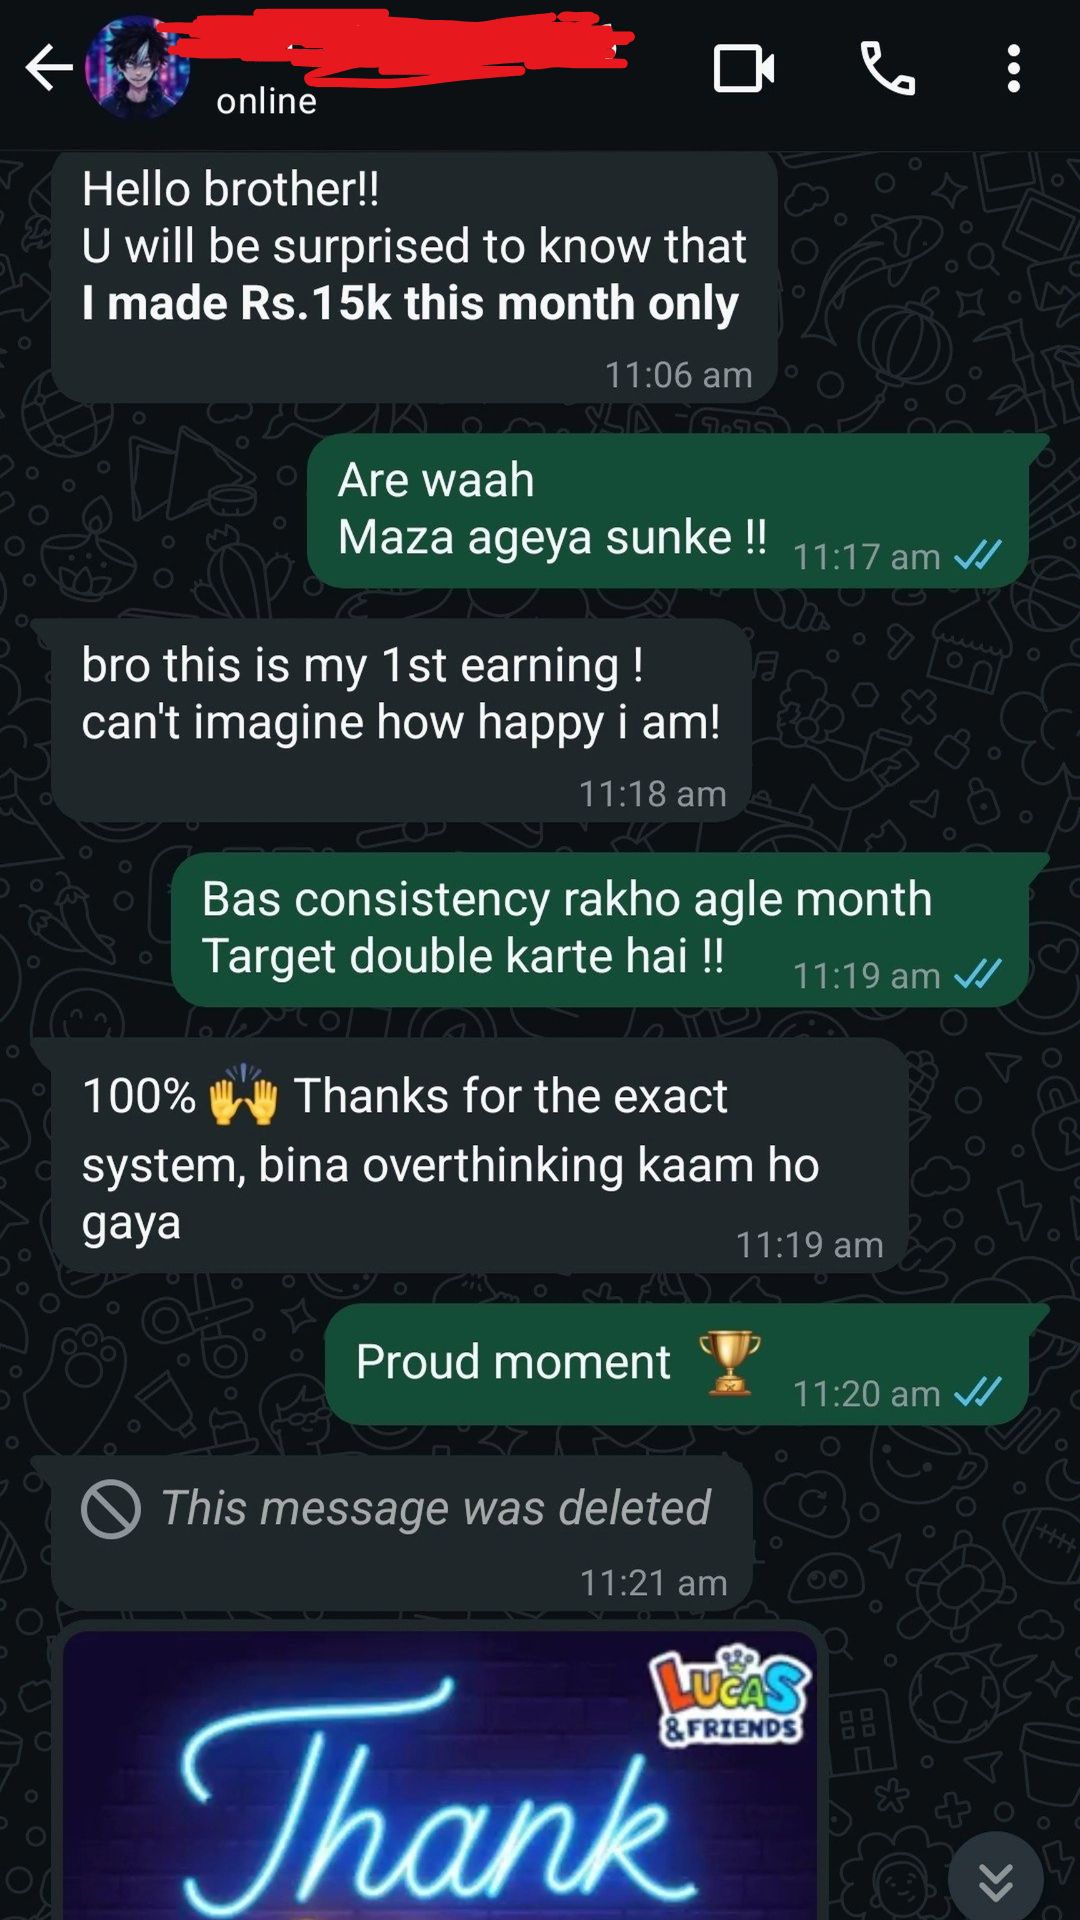 online
Hello brother!!
U will be surprised to know that
I made Rs.15k this month only
11:06 am
Are waah
Maza ageya sunke !!
11:17 am
bro this is my 1st earning !
can't imagine how happy i am!
11:18 am
Bas consistency rakho agle month
Target double karte hai !!
11:19 am
100% 🙌 Thanks for the exact
system, bina overthinking kaam ho
gaya
11:19 am
Proud moment 🏆
11:20 am
This message was deleted
11:21 am
LUCAS
& FRIENDS
Thank